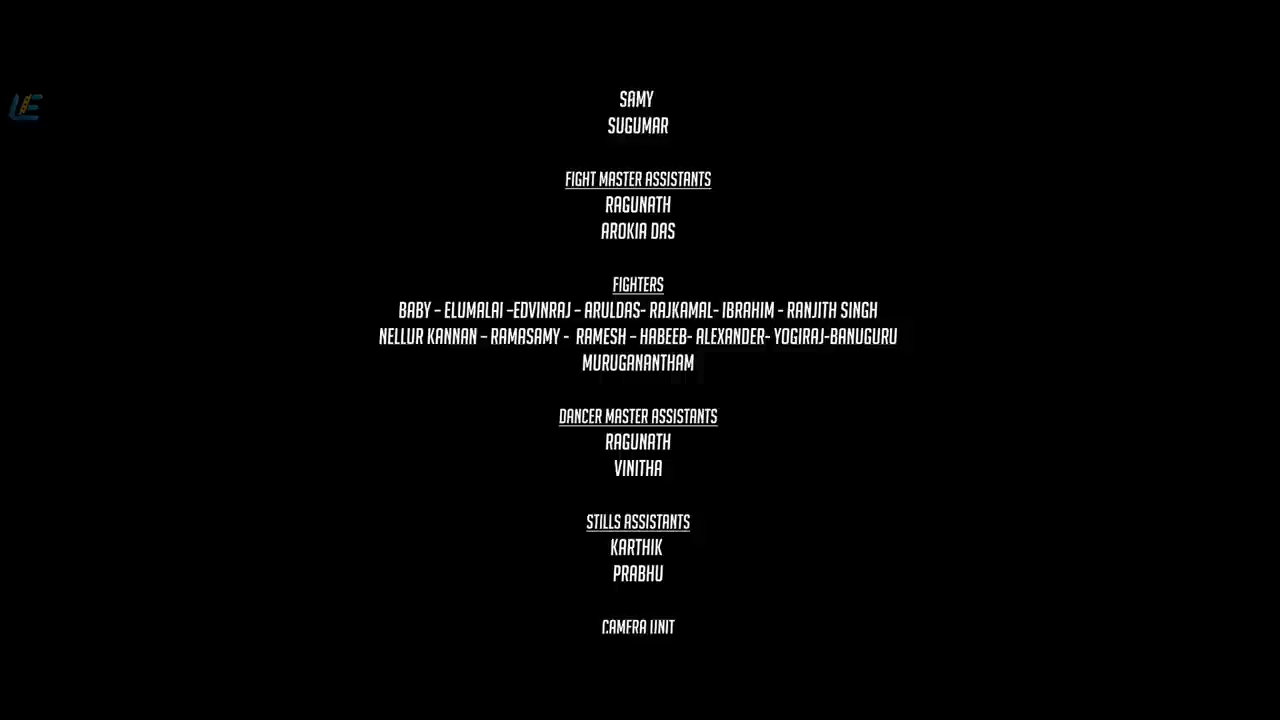 LE
SAMY
SUGUMAR
FIGHT MASTER ASSISTANTS
RAGUNATH
AROKIA DAS
FIGHTERS
BABY – ELUMALAI –EDVINRAJ – ARULDAS- RAJKAMAL- IBRAHIM - RANJITH SINGH
NELLUR KANNAN – RAMASAMY -  RAMESH – HABEEB- ALEXANDER- YOGIRAJ-BANUGURU
MURUGANANTHAM
DANCER MASTER ASSISTANTS
RAGUNATH
VINITHA
STILLS ASSISTANTS
KARTHIK
PRABHU
CAMERA UNIT